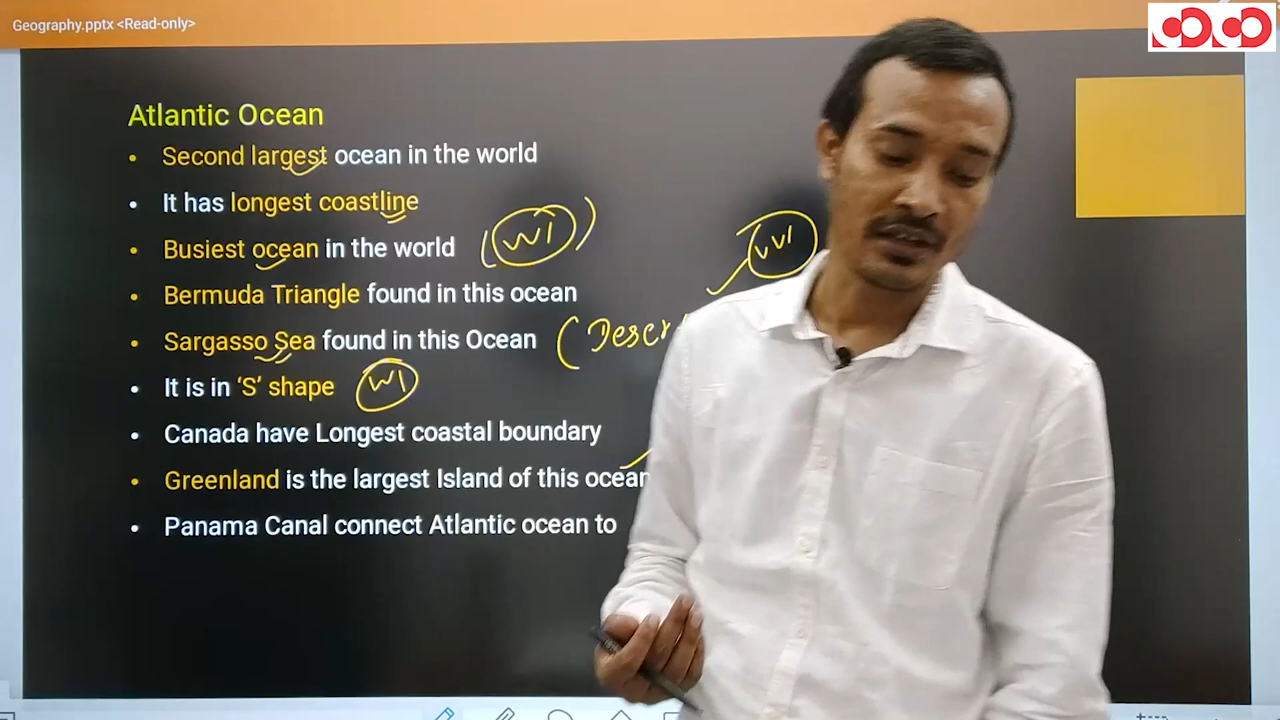 Geography.pptx <Read-only>
Atlantic Ocean
• Second largest ocean in the world
• It has longest coastline
• Busiest ocean in the world (VVI)
VVI
• Bermuda Triangle found in this ocean
• Sargasso Sea found in this Ocean
• It is in ‘S’ shape VVI
• Canada have Longest coastal boundary
• Greenland is the largest Island of this ocean
• Panama Canal connect Atlantic ocean to